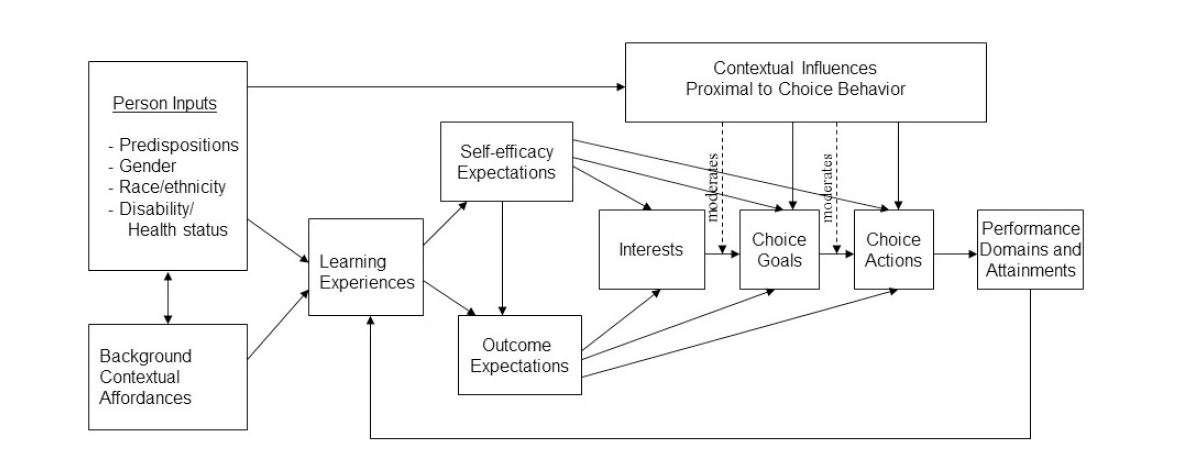 Person Inputs
- Predispositions
- Gender
- Race/ethnicity
- Disability/
Health status
Background
Contextual
Affordances
Learning
Experiences
Self-efficacy
Expectations
Outcome
Expectations
Contextual Influences
Proximal to Choice Behavior
moderates
moderates
Interests
Choice
Goals
Choice
Actions
Performance
Domains and
Attainments